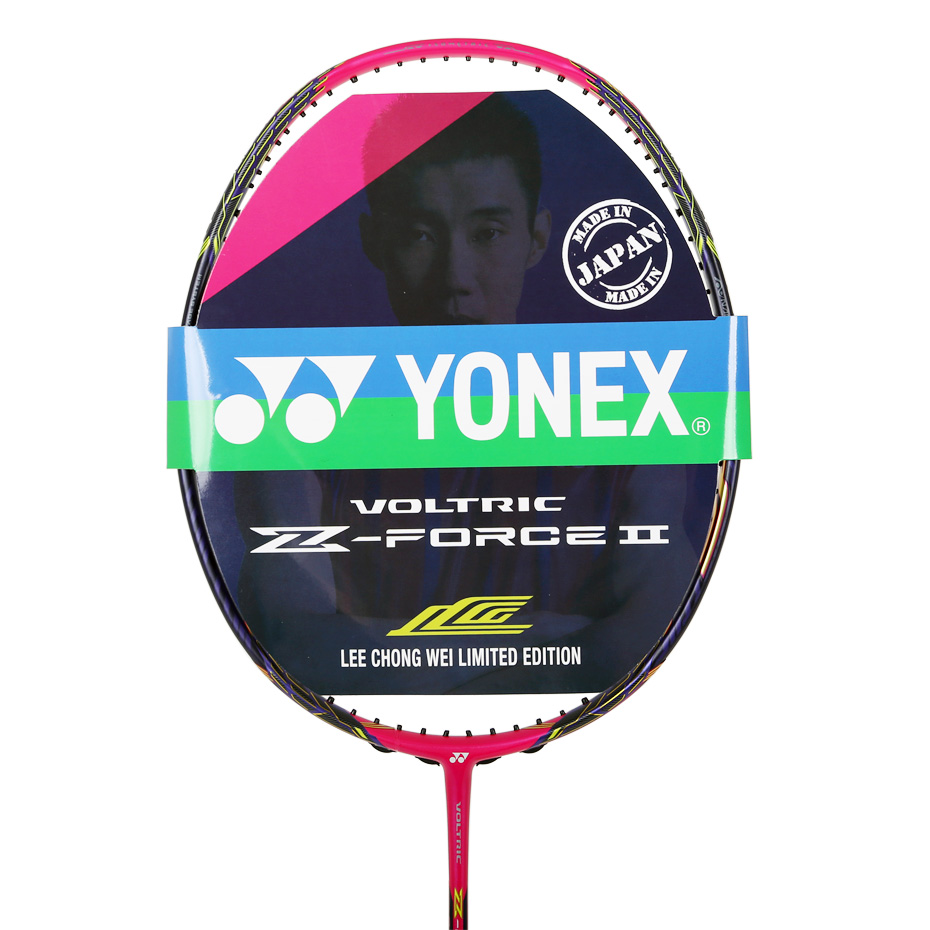 MADE IN
JAPAN
MADE IN
YONEX®
VOLTRIC
Z-FORCE II
LEE CHONG WEI LIMITED EDITION
VOLTRIC
Z-